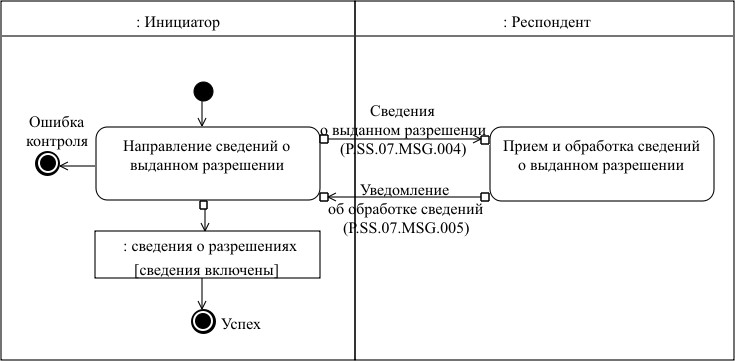 : Инициатор
: Респондент
Ошибка
контроля
Направление сведений о
выданном разрешении
Сведения
о выданном разрешении
(P.SS.07.MSG.004)
Прием и обработка сведений
о выданном разрешении
Уведомление
об обработке сведений
(P.SS.07.MSG.005)
: сведения о разрешениях
[сведения включены]
Успех